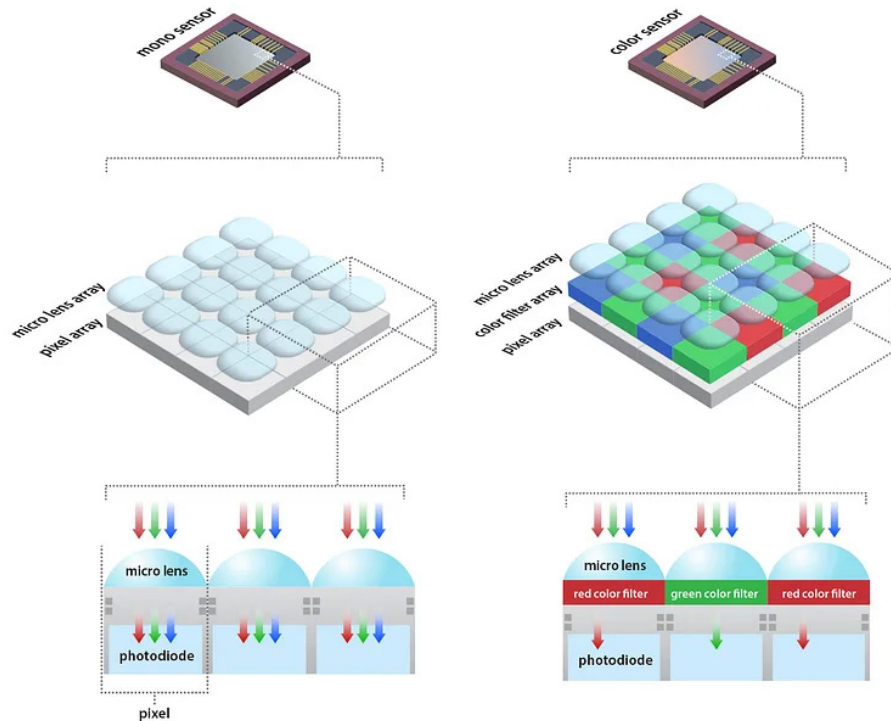 mono sensor
color sensor
micro lens array
pixel array
micro lens array
color filter array
pixel array
micro lens
photodiode
pixel
micro lens
red color filter
green color filter
red color filter
photodiode